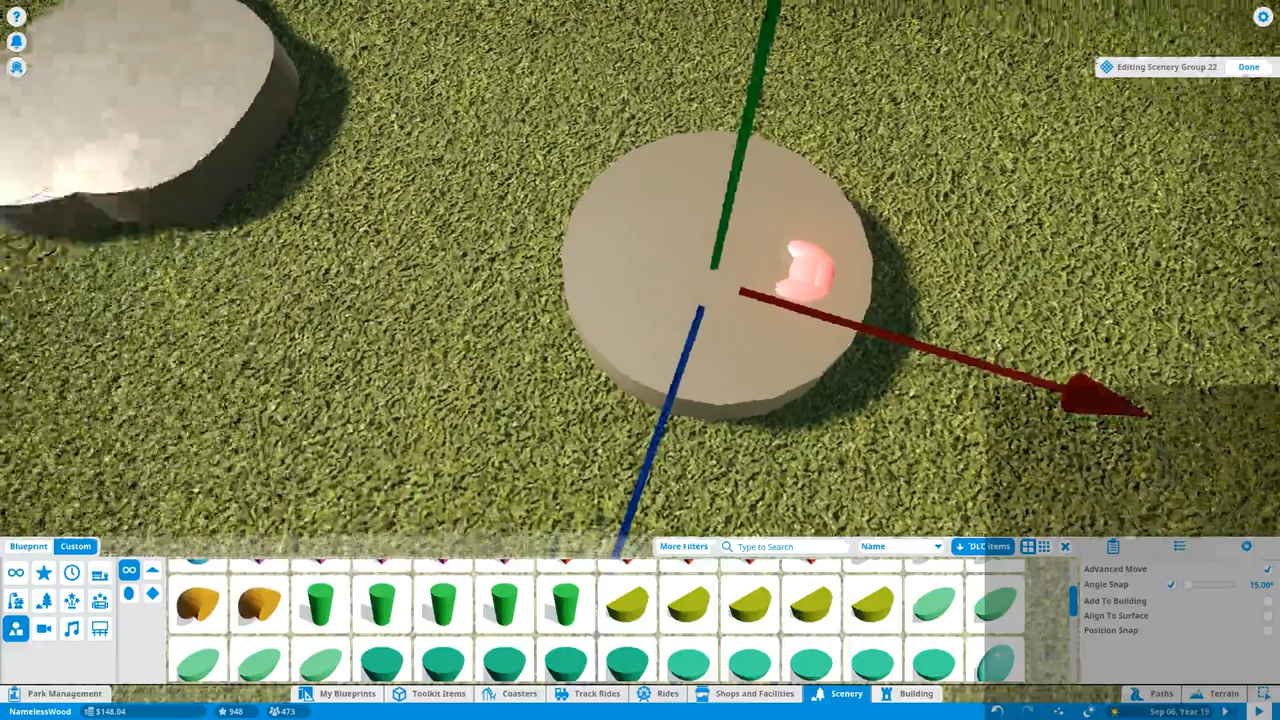 ?
Editing Scenery Group 22 Done
Blueprint Custom More Filters Type to Search Name DLC Items
Advanced Move
Angle Snap 15.00°
Add To Building
Align To Surface
Position Snap
Park Management My Blueprints Toolkit Items Coasters Track Rides Rides Shops and Facilities Scenery Building Paths Terrain
NamelessWood $148.04 948 473 Sep 06, Year 19